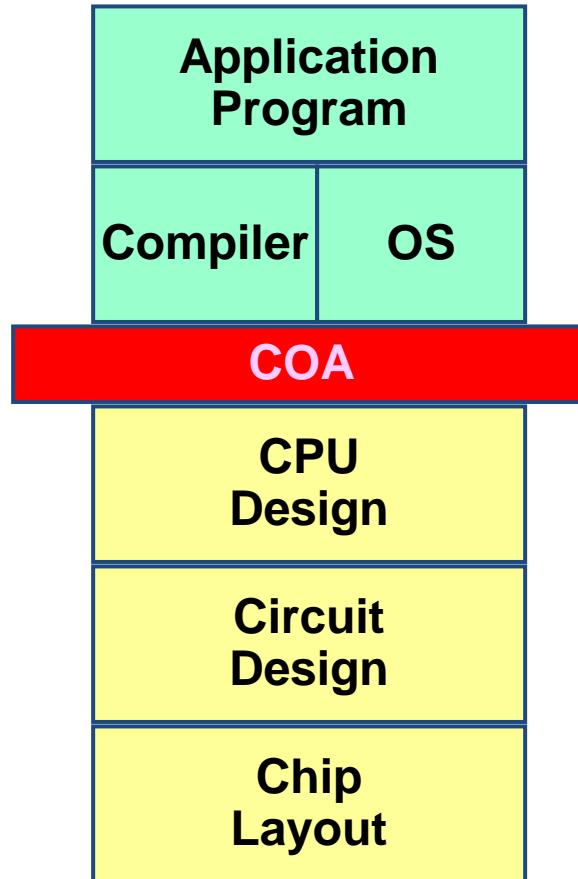 Application
Program
Compiler
OS
COA
CPU
Design
Circuit
Design
Chip
Layout